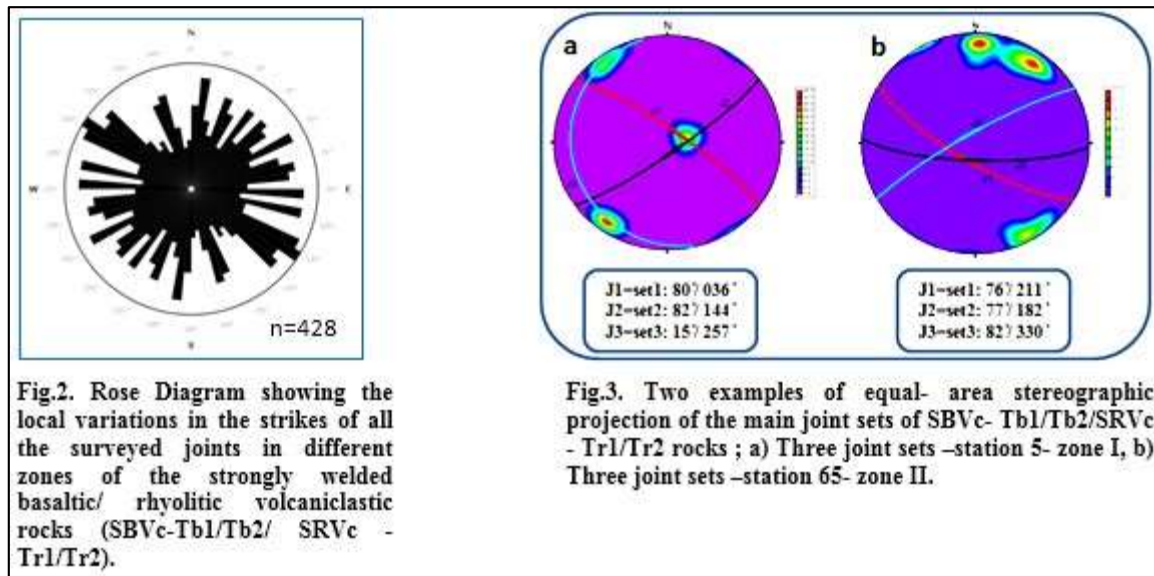 N
W
E
S
n=428
Fig.2. Rose Diagram showing the
local variations in the strikes of all
the surveyed joints in different
zones of the strongly welded
basaltic/ rhyolitic volcaniclastic
rocks (SBVc-Tb1/Tb2/ SRVc -
Tr1/Tr2).
a
N
b
J1=set1: 80 \ 036°
J2=set2: 82 \ 144°
J3=set3: 15 \ 257°
J1=set1: 76 \ 211°
J2=set2: 77 \ 182°
J3=set3: 82 \ 330°
Fig.3. Two examples of equal- area stereographic
projection of the main joint sets of SBVc- Tb1/Tb2/SRVc
- Tr1/Tr2 rocks ; a) Three joint sets –station 5- zone I, b)
Three joint sets –station 65- zone II.